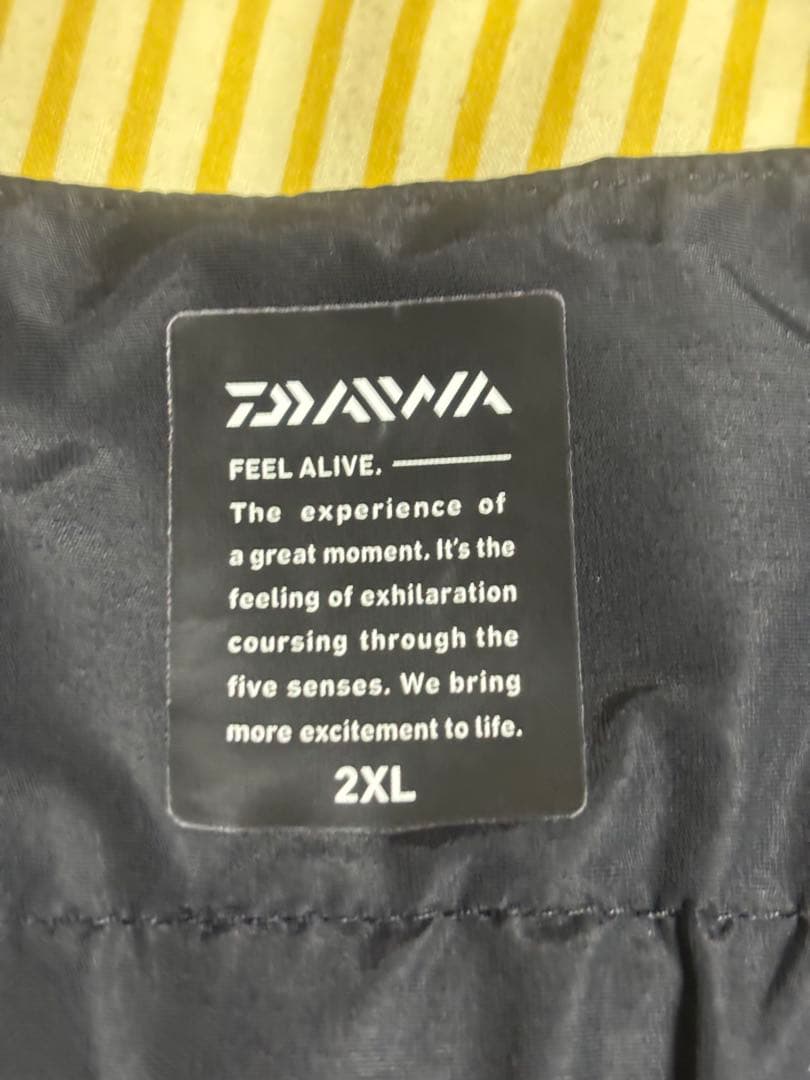 DAIWA
FEEL ALIVE.
The experience of
a great moment. It's the
feeling of exhilaration
coursing through the
five senses. We bring
more excitement to life.
2XL